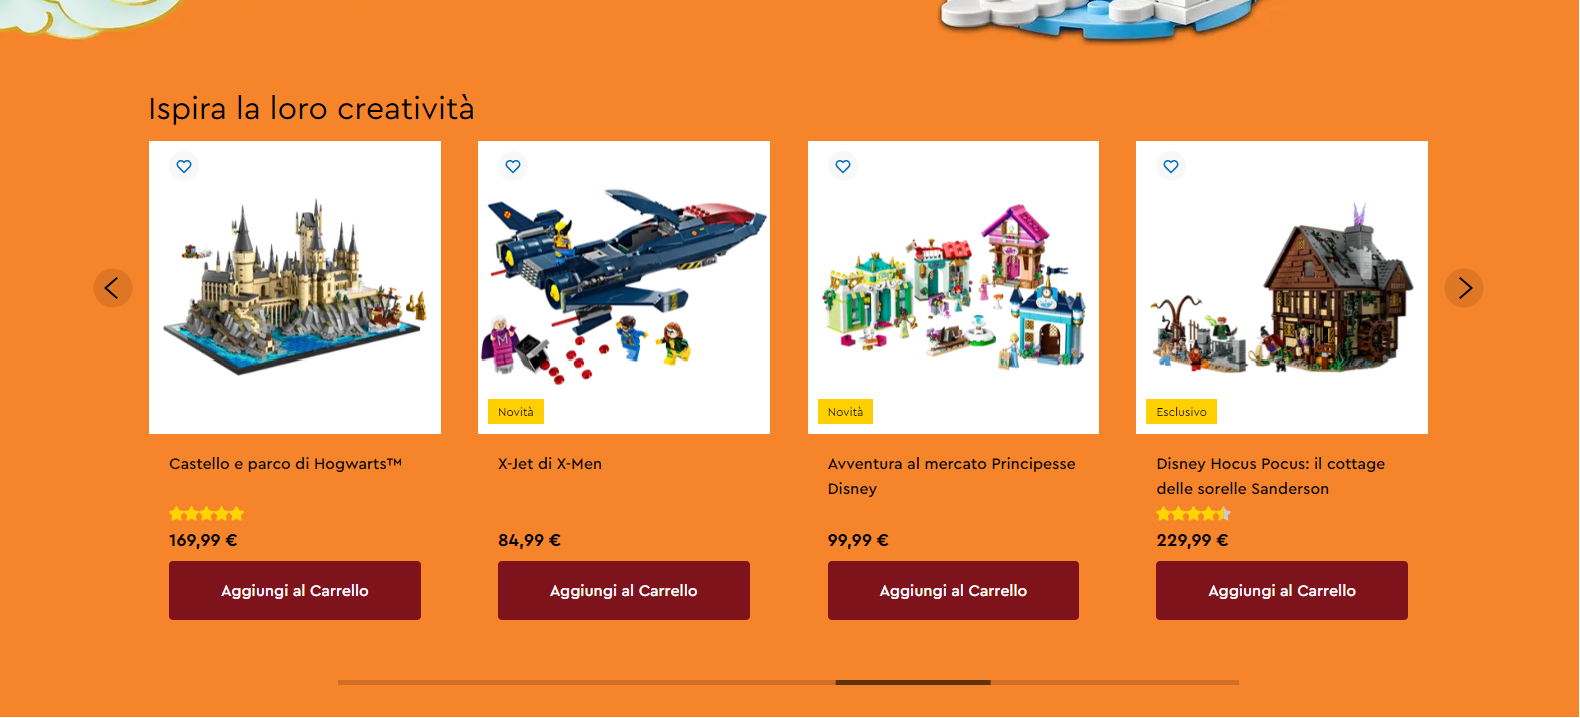 Ispira la loro creatività
Novità
Novità
Esclusivo
Castello e parco di Hogwarts™
169,99 €
Aggiungi al Carrello
X-Jet di X-Men
84,99 €
Aggiungi al Carrello
Avventura al mercato Principesse
Disney
99,99 €
Aggiungi al Carrello
Disney Hocus Pocus: il cottage
delle sorelle Sanderson
229,99 €
Aggiungi al Carrello